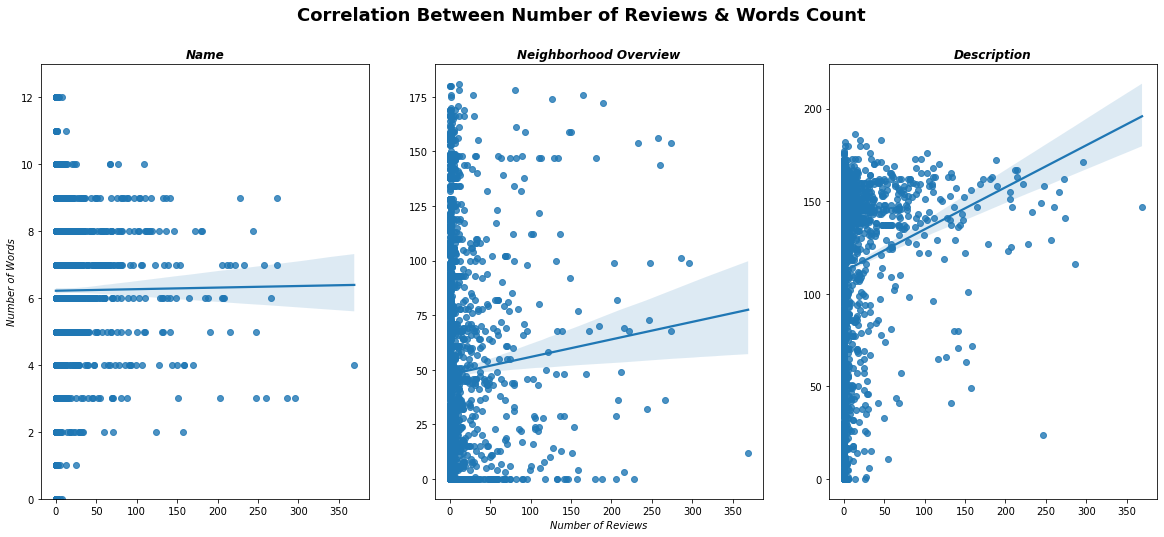 Correlation Between Number of Reviews & Words Count
Name
Neighborhood Overview
Description
Number of Words
12
10
8
6
4
2
0
0 50 100 150 200 250 300 350
175
150
125
100
75
50
25
0
0 50 100 150 200 250 300 350
Number of Reviews
200
150
100
50
0
0 50 100 150 200 250 300 350